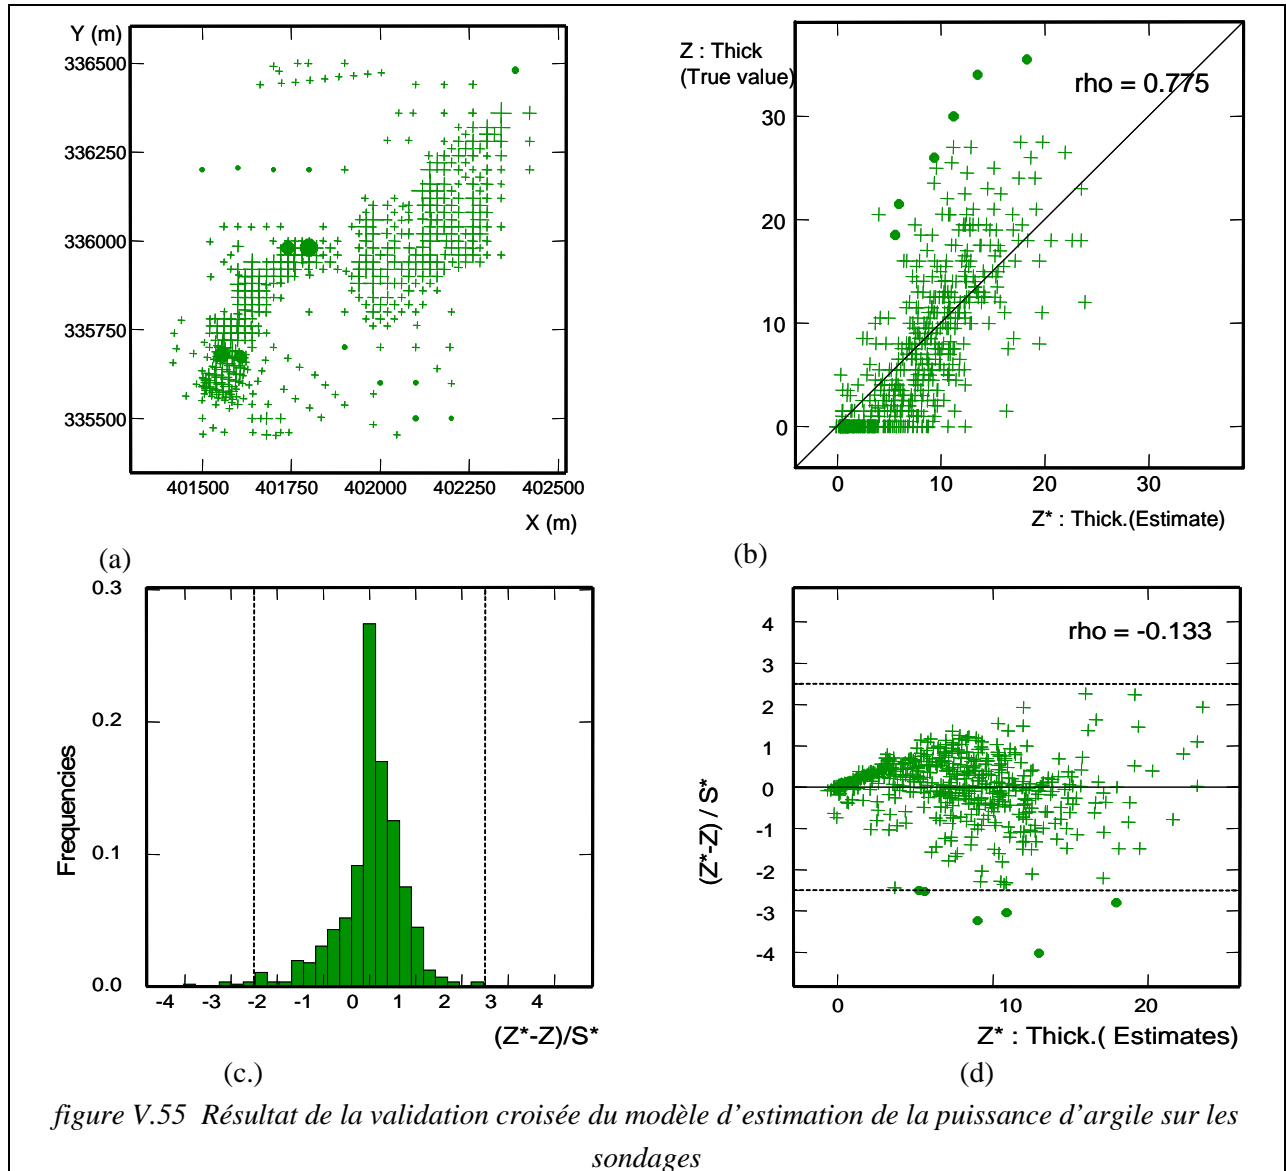 Y (m)
336500
336250
336000
335750
335500
401500 401750 402000 402250 402500
X (m)
(a)
Z : Thick
(True value)
rho = 0.775
30
20
10
0
0 10 20 30
Z* : Thick.(Estimate)
(b)
0.3
0.2
0.1
0.0
Frequencies
-4 -3 -2 -1 0 1 2 3 4
(Z*-Z)/S*
(c.)
rho = -0.133
4
3
2
1
0
-1
-2
-3
-4
(Z*-Z) / S*
0 10 20
Z* : Thick.( Estimates)
(d)
figure V.55 Résultat de la validation croisée du modèle d'estimation de la puissance d'argile sur les
sondages